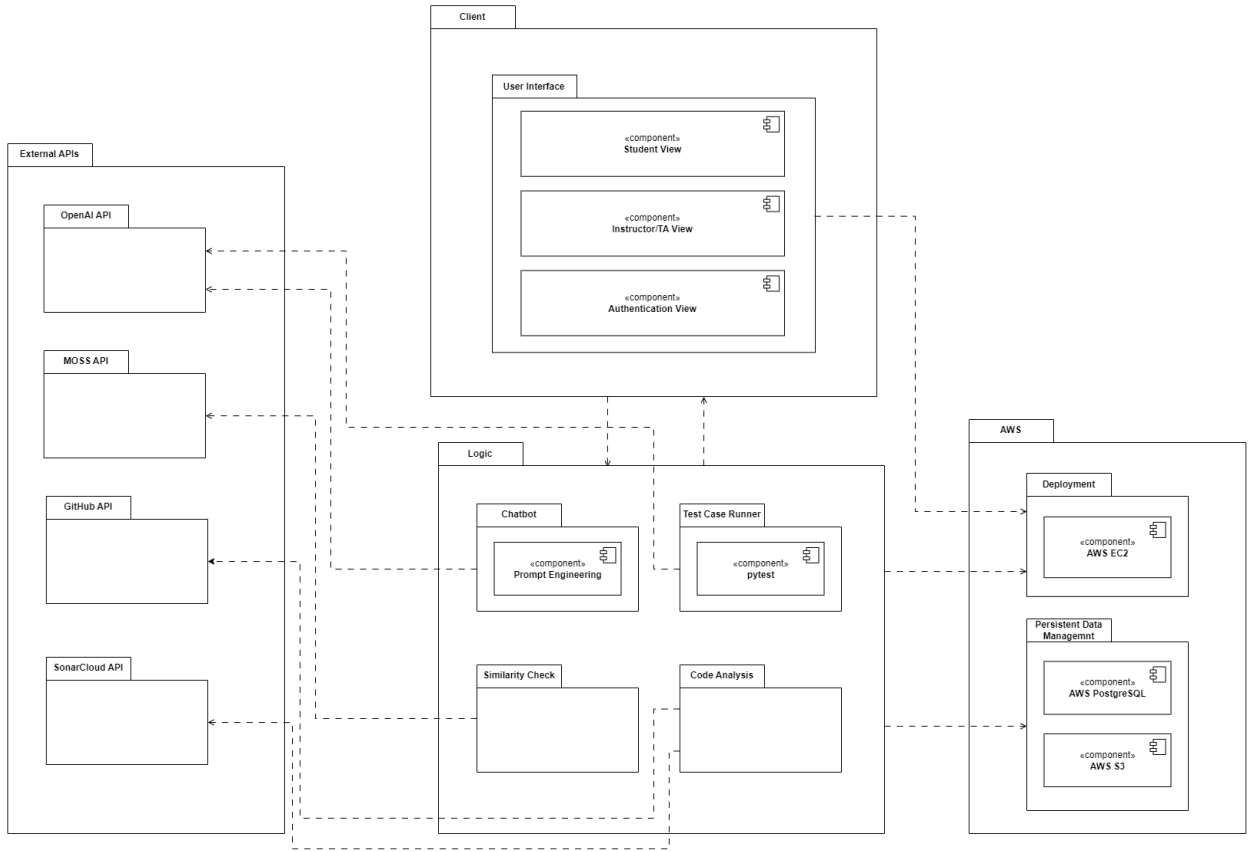 Client
User Interface
«component»
Student View
«component»
Instructor/TA View
«component»
Authentication View
External APIs
OpenAI API
MOSS API
GitHub API
SonarCloud API
Logic
Chatbot
«component»
Prompt Engineering
Test Case Runner
«component»
pytest
Similarity Check
Code Analysis
AWS
Deployment
«component»
AWS EC2
Persistent Data
Managemnt
«component»
AWS PostgreSQL
«component»
AWS S3